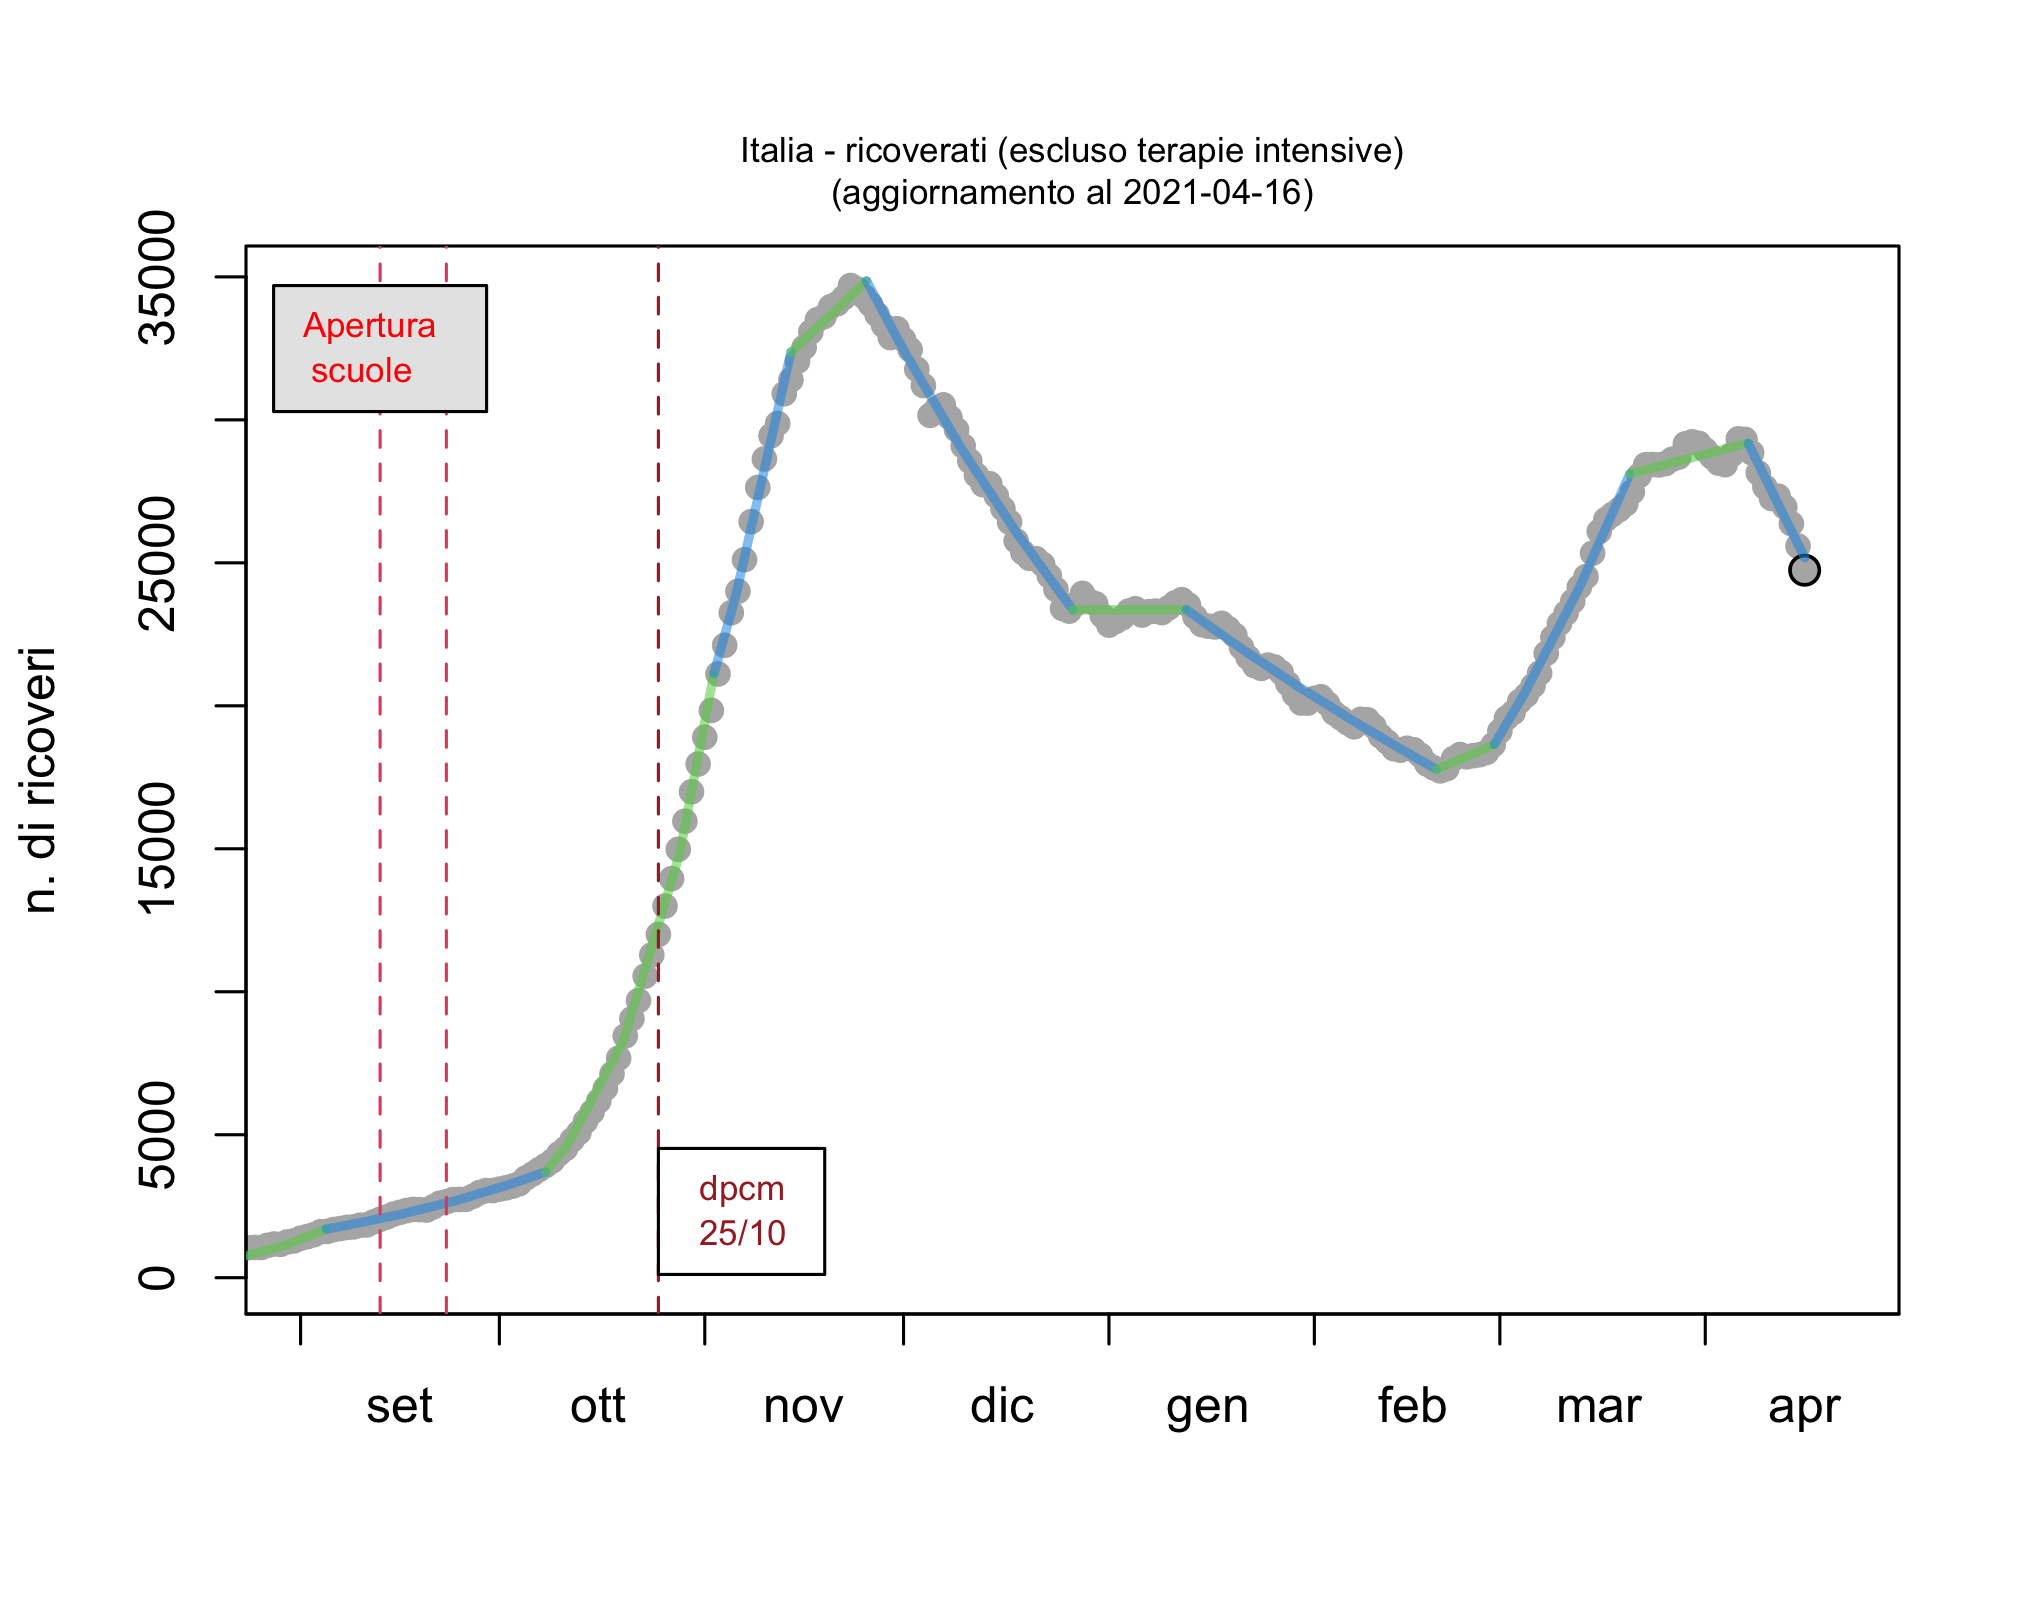 Italia - ricoverati (escluso terapie intensive)
(aggiornamento al 2021-04-16)
n. di ricoveri
35000
25000
15000
5000
0
Apertura
scuole
dpcm
25/10
set ott nov dic gen feb mar apr